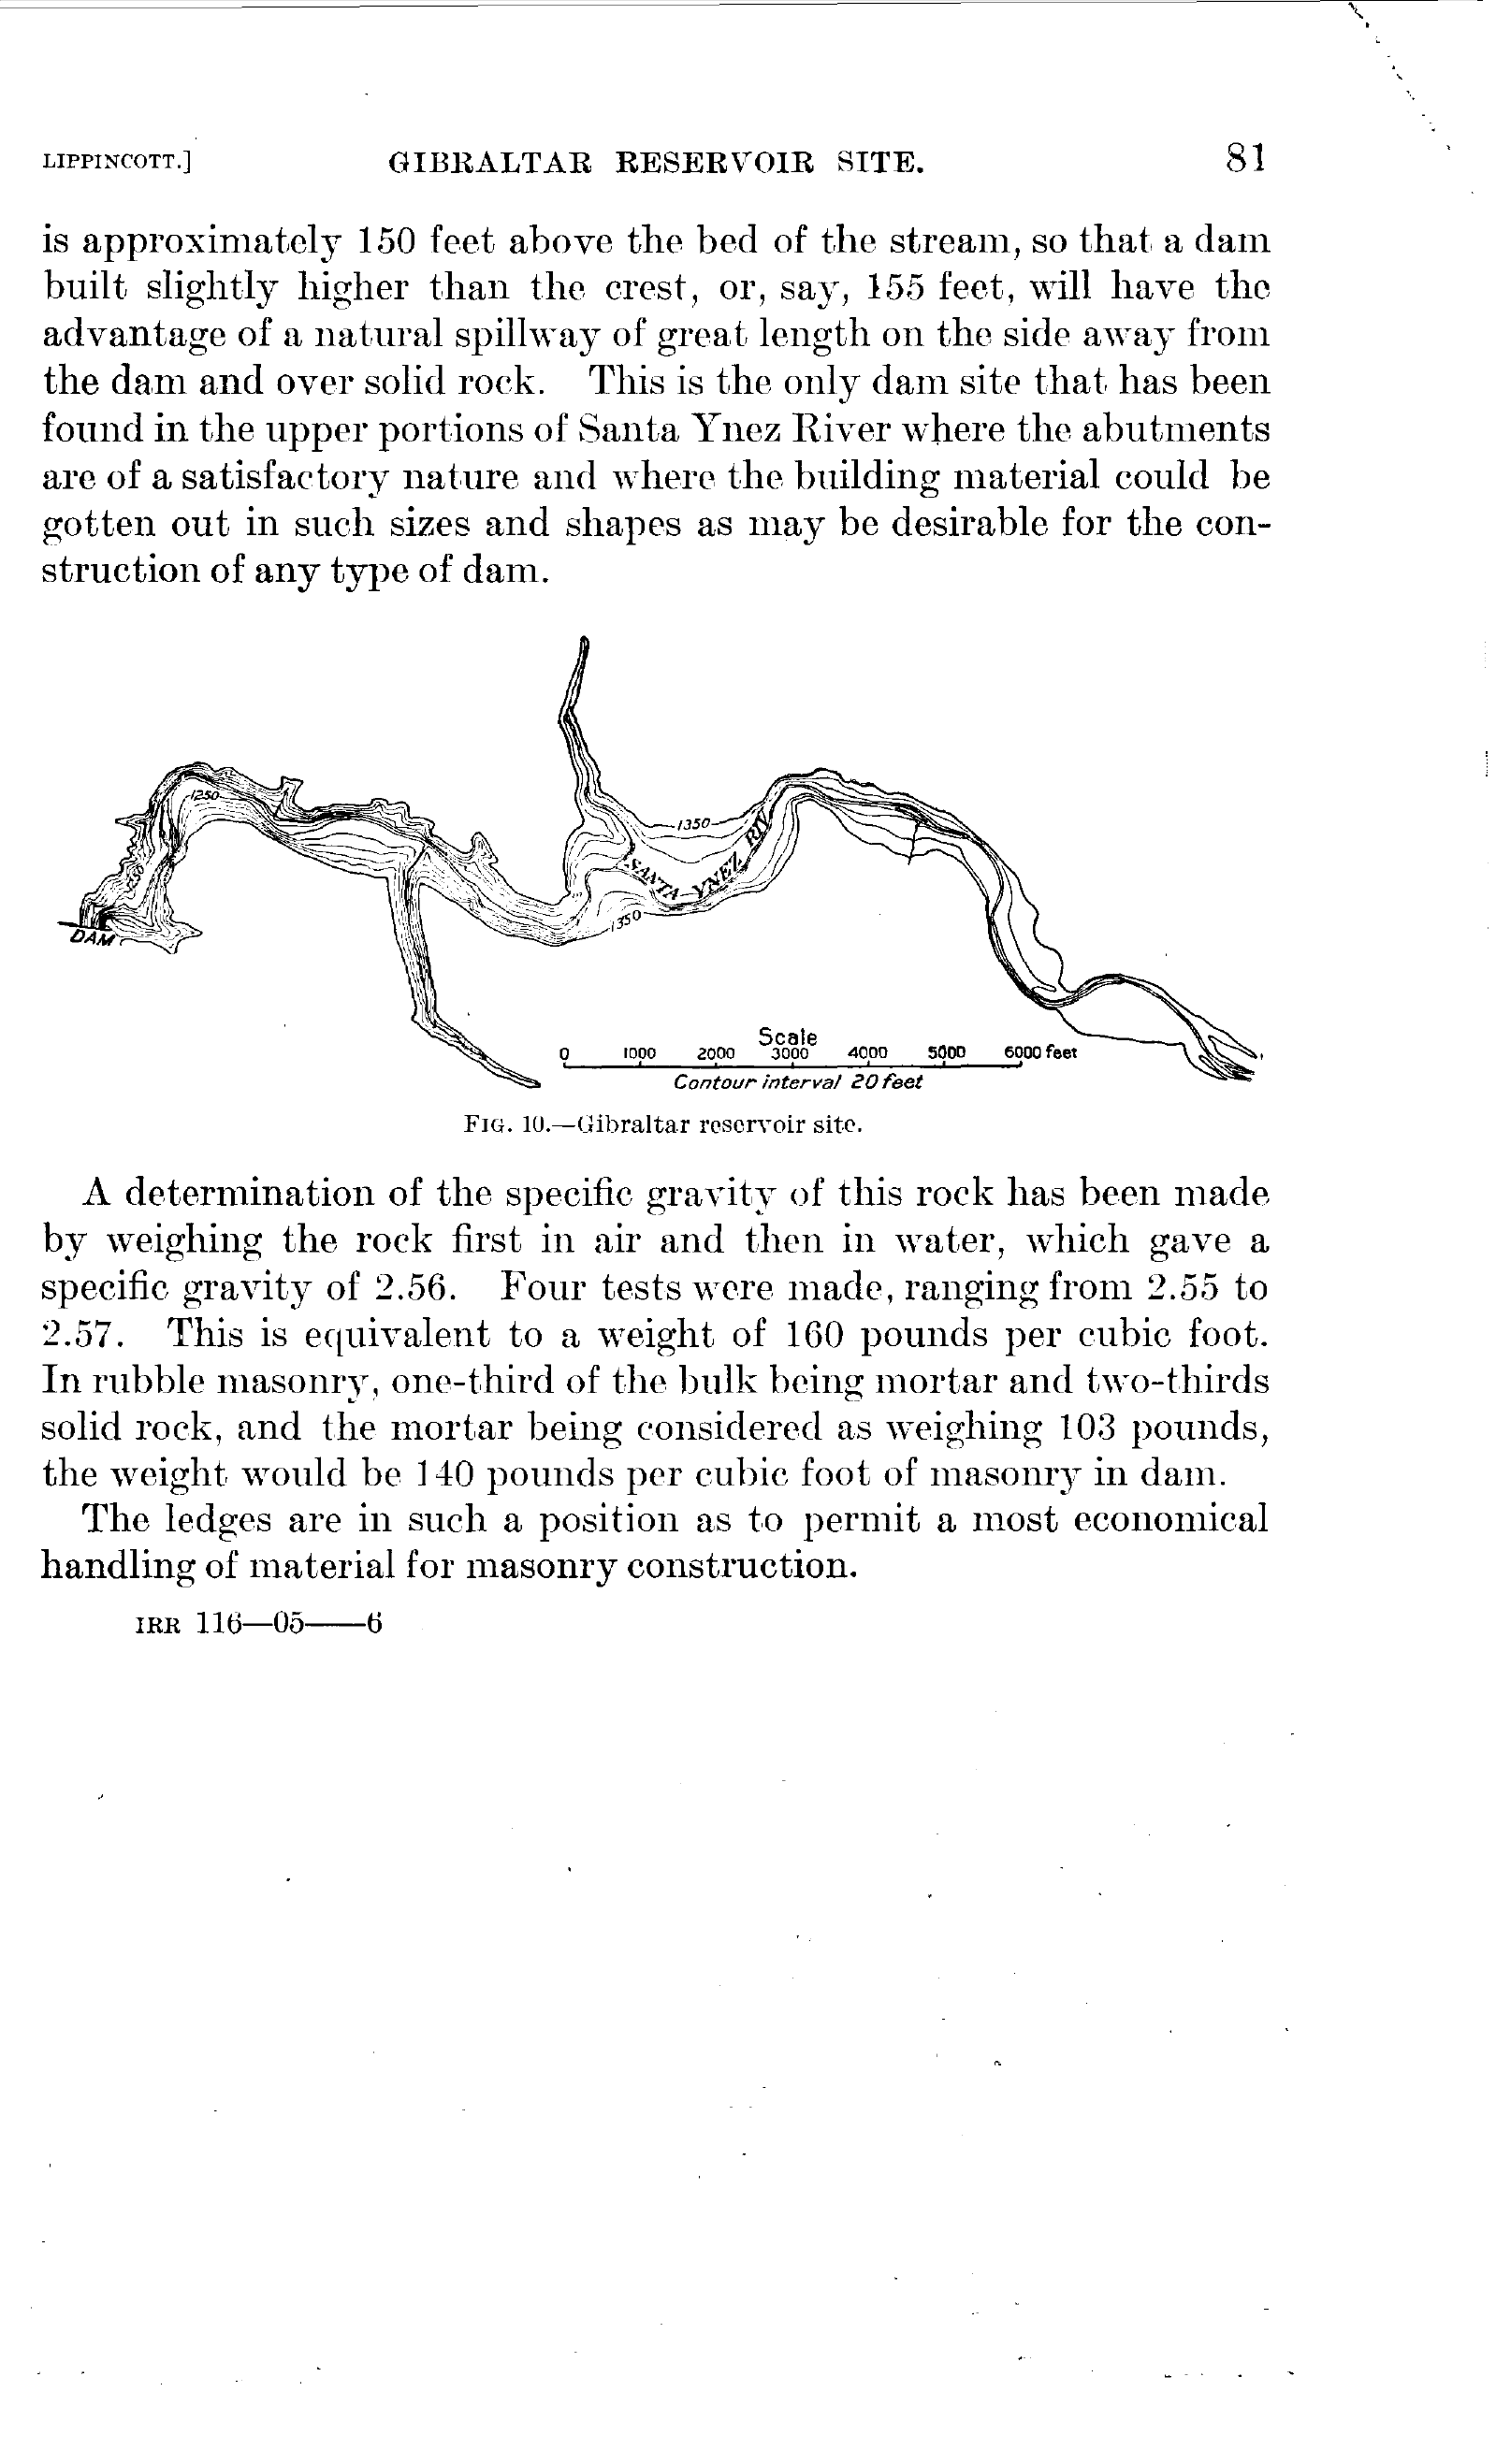 LIPPINCOTT.] GIBRALTAR RESERVOIR SITE. 81
is approximately 150 feet above the bed of the stream, so that a dam
built slightly higher than the crest, or, say, 155 feet, will have the
advantage of a natural spillway of great length on the side away from
the dam and over solid rock. This is the only dam site that has been
found in the upper portions of Santa Ynez River where the abutments
are of a satisfactory nature and where the building material could be
gotten out in such sizes and shapes as may be desirable for the con-
struction of any type of dam.
1250
1350
SANTA YNEZ RIV
1350
DAM
Scale
0 1000 2000 3000 4000 5000 6000 feet
Contour interval 20 feet
FIG. 10.—Gibraltar reservoir site.
A determination of the specific gravity of this rock has been made
by weighing the rock first in air and then in water, which gave a
specific gravity of 2.56. Four tests were made, ranging from 2.55 to
2.57. This is equivalent to a weight of 160 pounds per cubic foot.
In rubble masonry, one-third of the bulk being mortar and two-thirds
solid rock, and the mortar being considered as weighing 103 pounds,
the weight would be 140 pounds per cubic foot of masonry in dam.
The ledges are in such a position as to permit a most economical
handling of material for masonry construction.
IRR 116—05——6